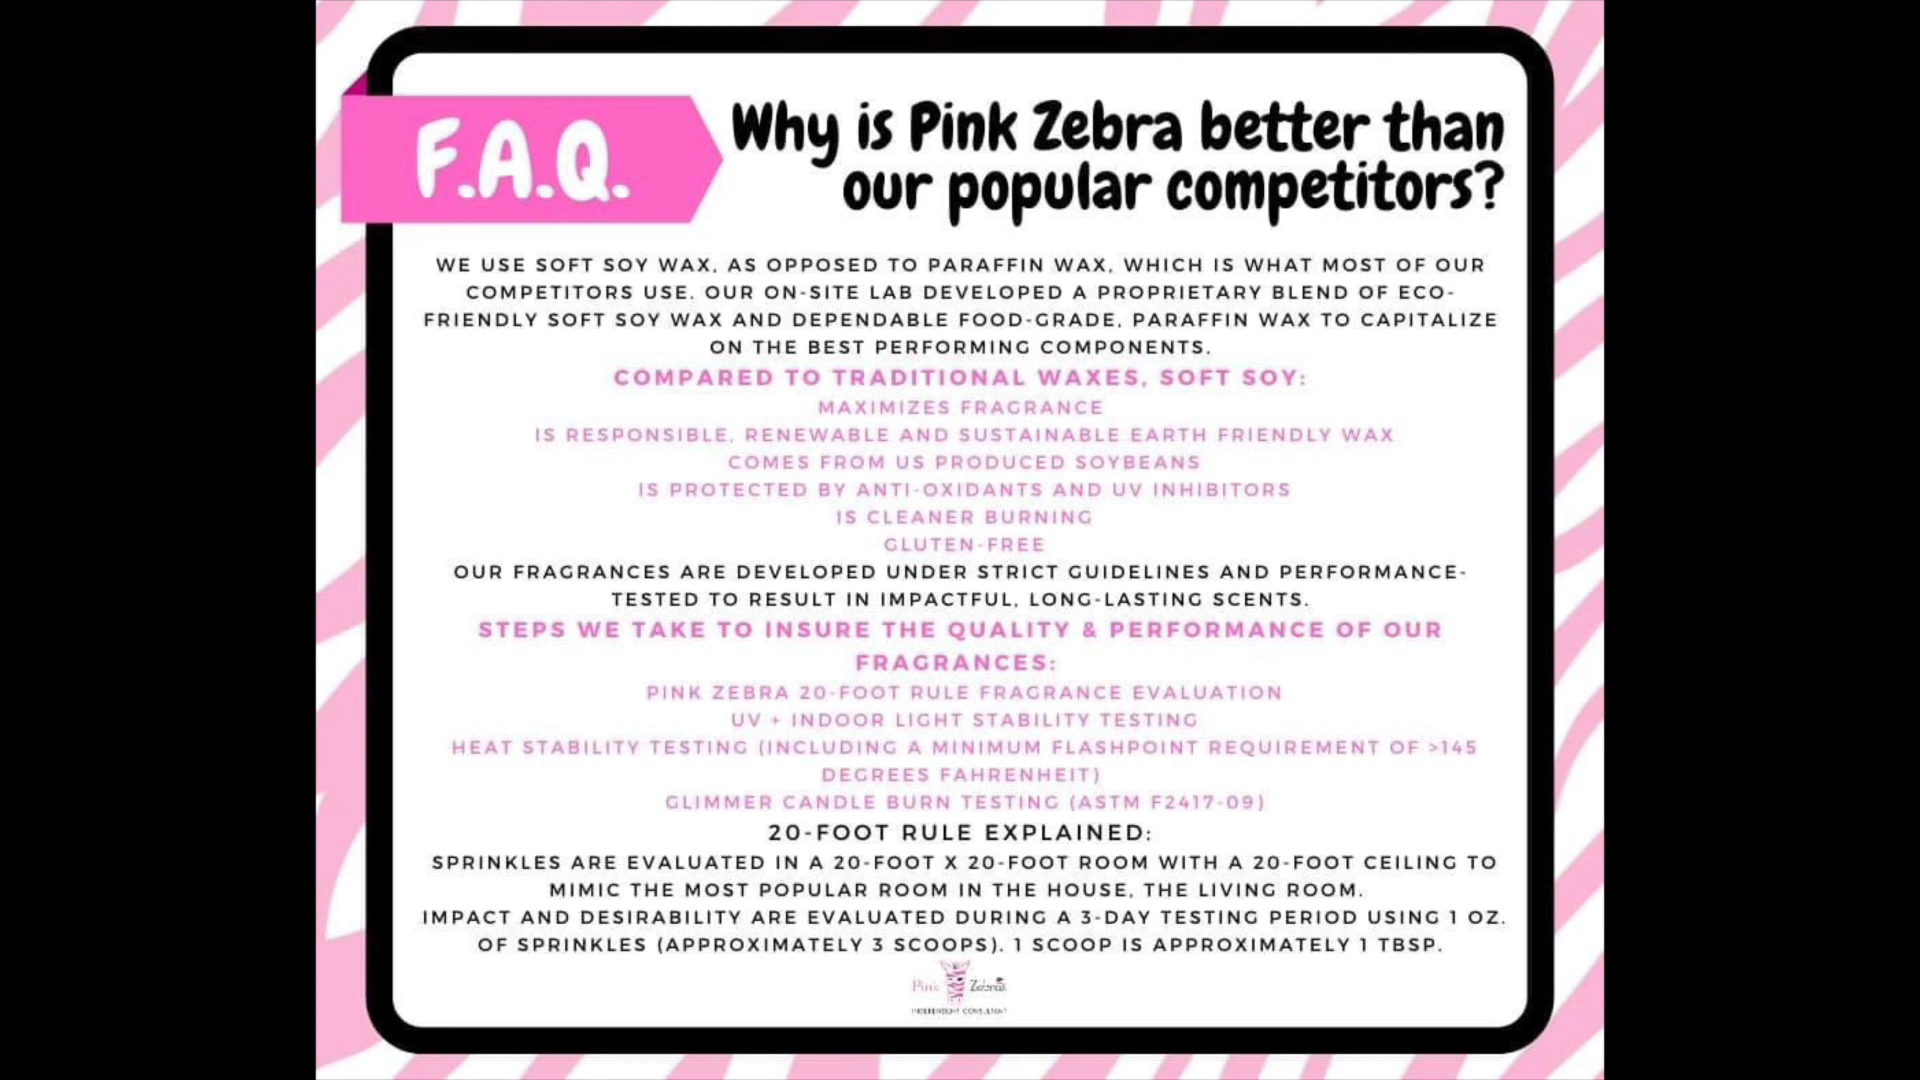 F.A.Q.
Why is Pink Zebra better than
our popular competitors?
WE USE SOFT SOY WAX, AS OPPOSED TO PARAFFIN WAX, WHICH IS WHAT MOST OF OUR
COMPETITORS USE. OUR ON-SITE LAB DEVELOPED A PROPRIETARY BLEND OF ECO-
FRIENDLY SOFT SOY WAX AND DEPENDABLE FOOD-GRADE, PARAFFIN WAX TO CAPITALIZE
ON THE BEST PERFORMING COMPONENTS.
COMPARED TO TRADITIONAL WAXES, SOFT SOY:
MAXIMIZES FRAGRANCE
IS RESPONSIBLE, RENEWABLE AND SUSTAINABLE EARTH FRIENDLY WAX
COMES FROM US PRODUCED SOYBEANS
IS PROTECTED BY ANTI-OXIDANTS AND UV INHIBITORS
IS CLEANER BURNING
GLUTEN-FREE
OUR FRAGRANCES ARE DEVELOPED UNDER STRICT GUIDELINES AND PERFORMANCE-
TESTED TO RESULT IN IMPACTFUL, LONG-LASTING SCENTS.
STEPS WE TAKE TO INSURE THE QUALITY & PERFORMANCE OF OUR
FRAGRANCES:
PINK ZEBRA 20-FOOT RULE FRAGRANCE EVALUATION
UV + INDOOR LIGHT STABILITY TESTING
HEAT STABILITY TESTING (INCLUDING A MINIMUM FLASHPOINT REQUIREMENT OF >145
DEGREES FAHRENHEIT)
GLIMMER CANDLE BURN TESTING (ASTM F2417-09)
20-FOOT RULE EXPLAINED:
SPRINKLES ARE EVALUATED IN A 20-FOOT X 20-FOOT ROOM WITH A 20-FOOT CEILING TO
MIMIC THE MOST POPULAR ROOM IN THE HOUSE, THE LIVING ROOM.
IMPACT AND DESIRABILITY ARE EVALUATED DURING A 3-DAY TESTING PERIOD USING 1 OZ.
OF SPRINKLES (APPROXIMATELY 3 SCOOPS). 1 SCOOP IS APPROXIMATELY 1 TBSP.
Pink Zebra
INDEPENDENT CONSULTANT